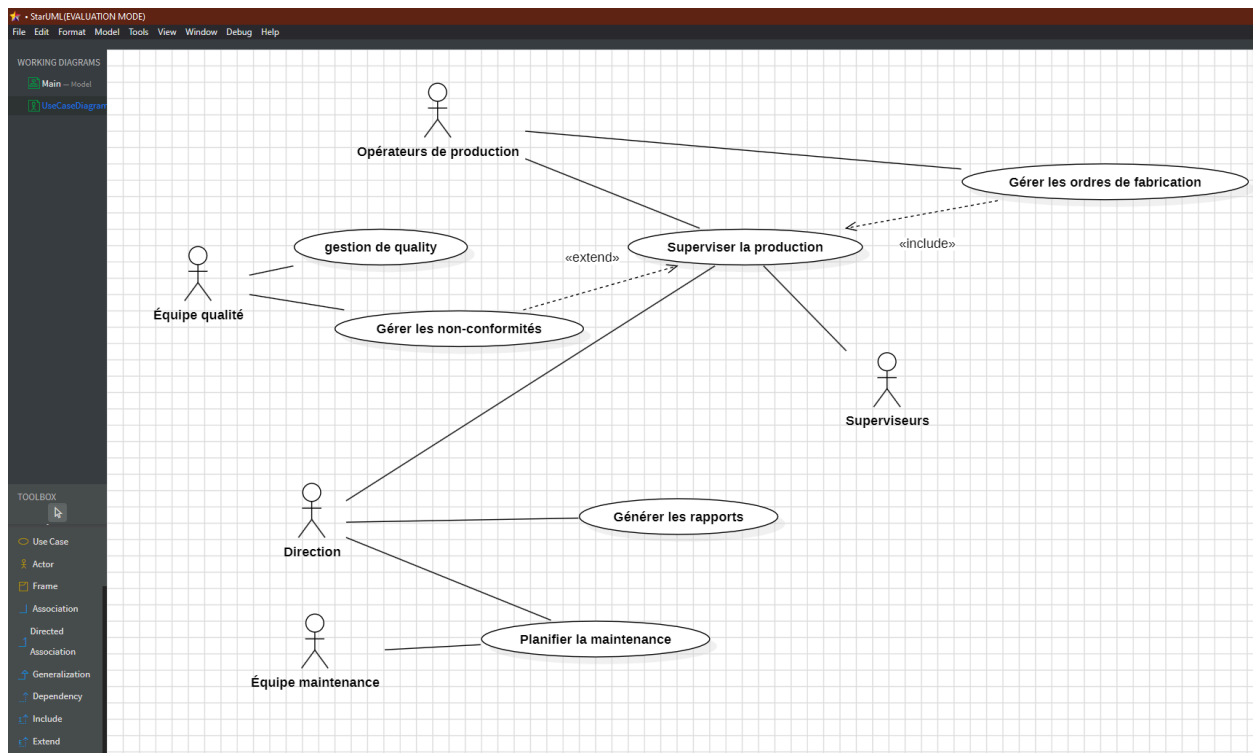 • StarUML(EVALUATION MODE)
File Edit Format Model Tools View Window Debug Help
WORKING DIAGRAMS
Main — Model
UseCaseDiagram
Opérateurs de production
Gérer les ordres de fabrication
gestion de quality
Superviser la production
«include»
«extend»
Équipe qualité
Gérer les non-conformités
Superviseurs
TOOLBOX
Générer les rapports
Use Case
Direction
Actor
Frame
Association
Directed
Association
Planifier la maintenance
Generalization
Équipe maintenance
Dependency
Include
Extend